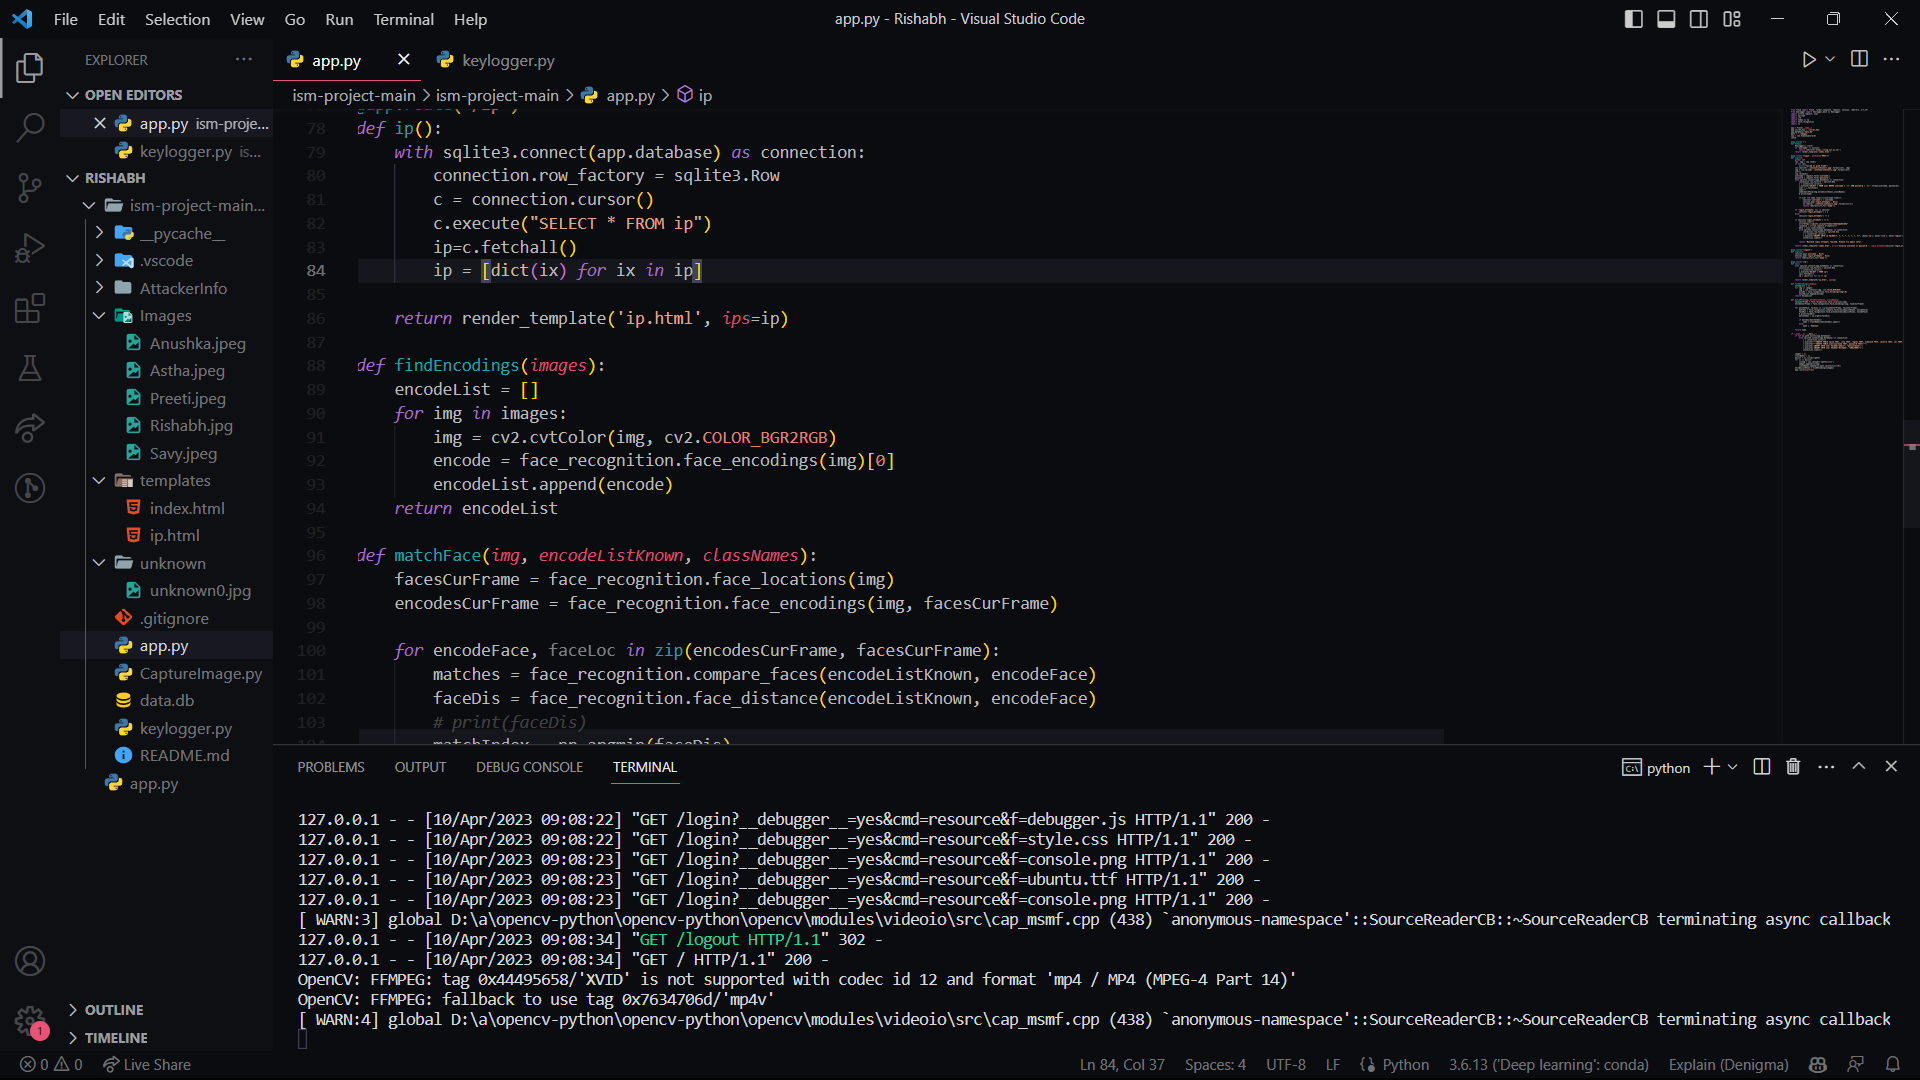 File Edit Selection View Go Run Terminal Help
app.py - Rishabh - Visual Studio Code
EXPLORER
OPEN EDITORS
app.py ism-proje...
keylogger.py is...
RISHABH
ism-project-main...
__pycache__
.vscode
AttackerInfo
Images
Anushka.jpeg
Astha.jpeg
Preeti.jpeg
Rishabh.jpg
Savy.jpeg
templates
index.html
ip.html
unknown
unknown0.jpg
.gitignore
app.py
CaptureImage.py
data.db
keylogger.py
README.md
app.py
OUTLINE
TIMELINE
1
app.py
keylogger.py
ism-project-main > ism-project-main > app.py > ip
78 def ip():
79 with sqlite3.connect(app.database) as connection:
80 connection.row_factory = sqlite3.Row
81 c = connection.cursor()
82 c.execute("SELECT * FROM ip")
83 ip=c.fetchall()
84 ip = [dict(ix) for ix in ip]
85
86 return render_template('ip.html', ips=ip)
87
88 def findEncodings(images):
89 encodeList = []
90 for img in images:
91 img = cv2.cvtColor(img, cv2.COLOR_BGR2RGB)
92 encode = face_recognition.face_encodings(img)[0]
93 encodeList.append(encode)
94 return encodeList
95
96 def matchFace(img, encodeListKnown, classNames):
97 facesCurFrame = face_recognition.face_locations(img)
98 encodesCurFrame = face_recognition.face_encodings(img, facesCurFrame)
99
100 for encodeFace, faceLoc in zip(encodesCurFrame, facesCurFrame):
101 matches = face_recognition.compare_faces(encodeListKnown, encodeFace)
102 faceDis = face_recognition.face_distance(encodeListKnown, encodeFace)
103 # print(faceDis)
PROBLEMS OUTPUT DEBUG CONSOLE TERMINAL
python
127.0.0.1 - - [10/Apr/2023 09:08:22] "GET /login?__debugger__=yes&cmd=resource&f=debugger.js HTTP/1.1" 200 -
127.0.0.1 - - [10/Apr/2023 09:08:22] "GET /login?__debugger__=yes&cmd=resource&f=style.css HTTP/1.1" 200 -
127.0.0.1 - - [10/Apr/2023 09:08:23] "GET /login?__debugger__=yes&cmd=resource&f=console.png HTTP/1.1" 200 -
127.0.0.1 - - [10/Apr/2023 09:08:23] "GET /login?__debugger__=yes&cmd=resource&f=ubuntu.ttf HTTP/1.1" 200 -
127.0.0.1 - - [10/Apr/2023 09:08:23] "GET /login?__debugger__=yes&cmd=resource&f=console.png HTTP/1.1" 200 -
[ WARN:3] global D:\a\opencv-python\opencv-python\opencv\modules\videoio\src\cap_msmf.cpp (438) `anonymous-namespace'::SourceReaderCB::~SourceReaderCB terminating async callback
127.0.0.1 - - [10/Apr/2023 09:08:34] "GET /logout HTTP/1.1" 302 -
127.0.0.1 - - [10/Apr/2023 09:08:34] "GET / HTTP/1.1" 200 -
OpenCV: FFMPEG: tag 0x44495658/'XVID' is not supported with codec id 12 and format 'mp4 / MP4 (MPEG-4 Part 14)'
OpenCV: FFMPEG: fallback to use tag 0x7634706d/'mp4v'
[ WARN:4] global D:\a\opencv-python\opencv-python\opencv\modules\videoio\src\cap_msmf.cpp (438) `anonymous-namespace'::SourceReaderCB::~SourceReaderCB terminating async callback
0 0 Live Share
Ln 84, Col 37 Spaces: 4 UTF-8 LF Python 3.6.13 ('Deep learning': conda) Explain (Denigma)